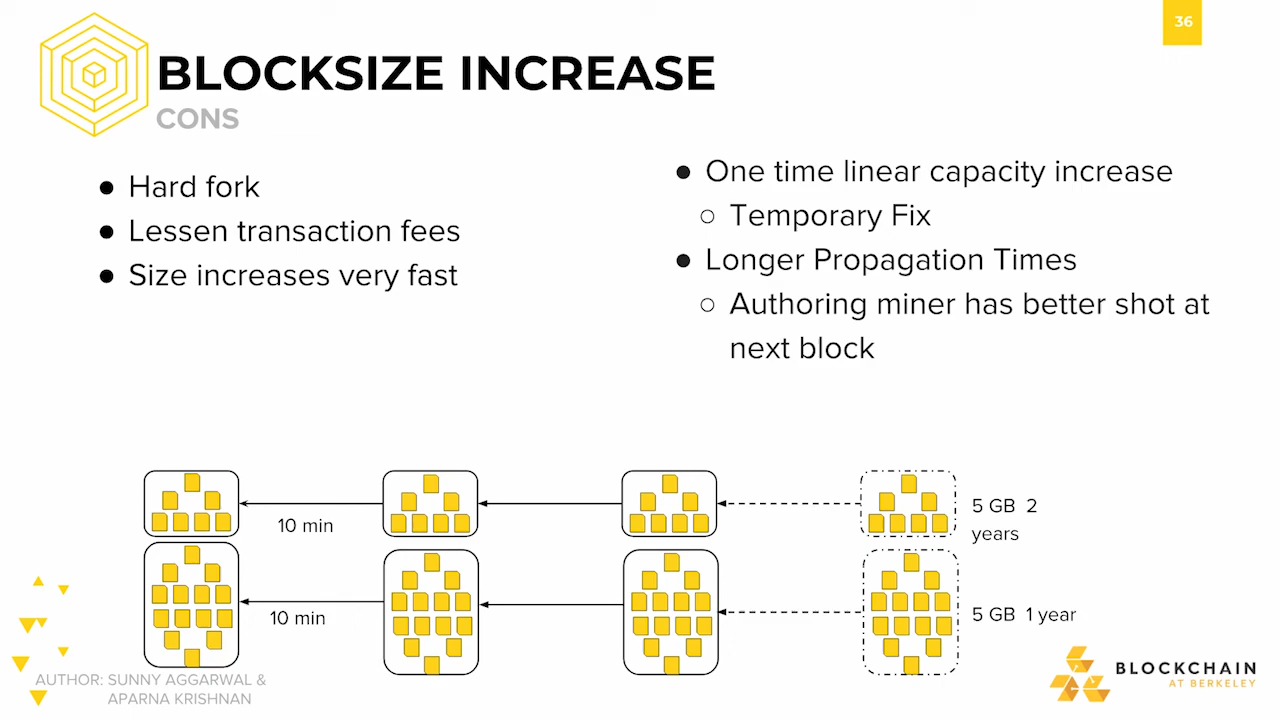 36
BLOCKSIZE INCREASE
CONS
● Hard fork
● Lessen transaction fees
● Size increases very fast
● One time linear capacity increase
○ Temporary Fix
● Longer Propagation Times
○ Authoring miner has better shot at
next block
10 min
5 GB 2
years
10 min
5 GB 1 year
AUTHOR: SUNNY AGGARWAL &
APARNA KRISHNAN
BLOCKCHAIN
AT BERKELEY